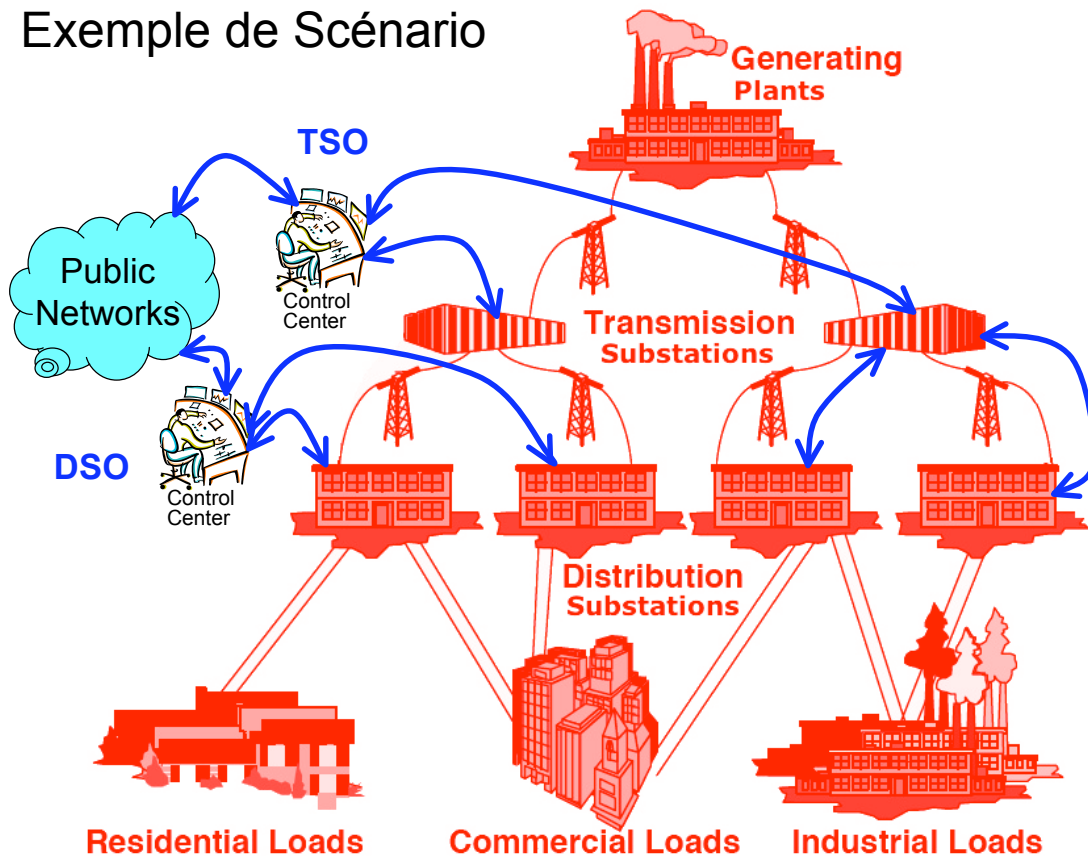 Exemple de Scénario
Generating
Plants
TSO
Public
Networks
Control
Center
Transmission
Substations
DSO
Control
Center
Distribution
Substations
Residential Loads
Commercial Loads
Industrial Loads